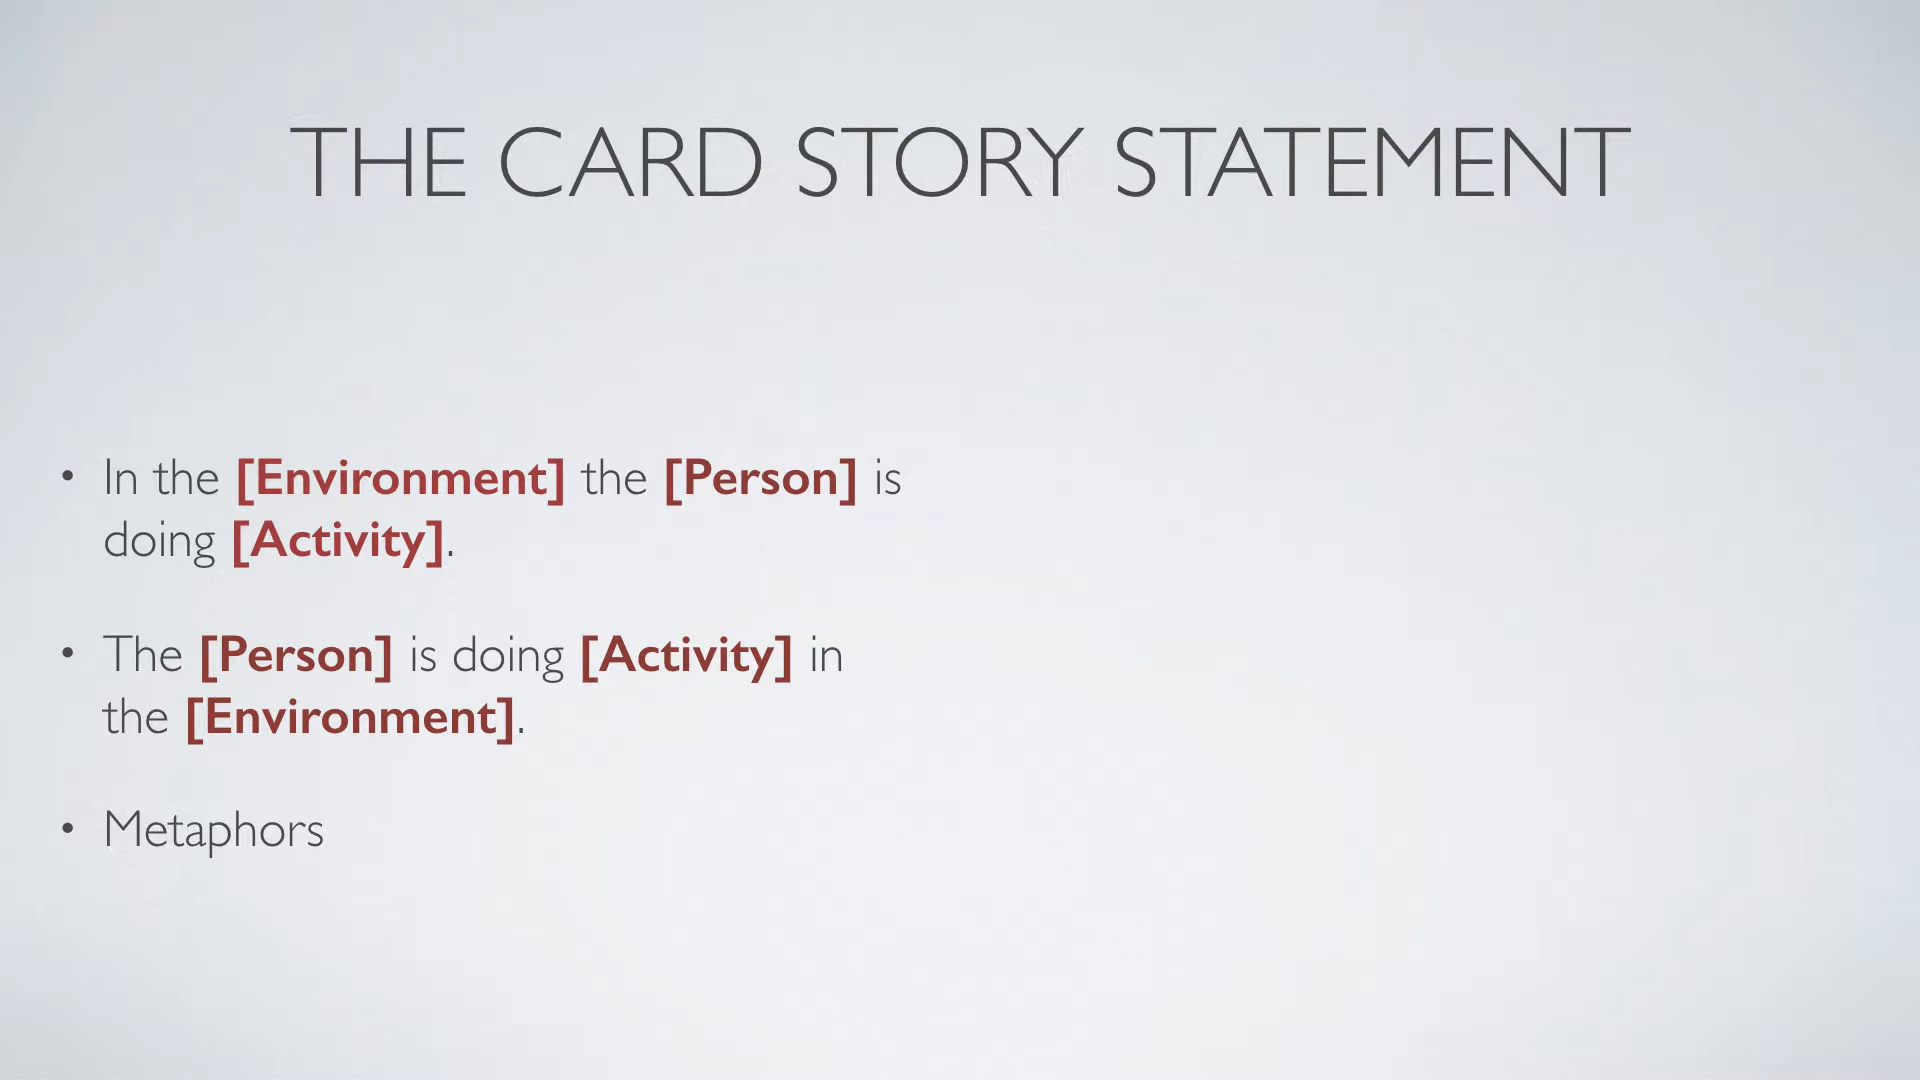 THE CARD STORY STATEMENT
• In the [Environment] the [Person] is
doing [Activity].
• The [Person] is doing [Activity] in
the [Environment].
• Metaphors